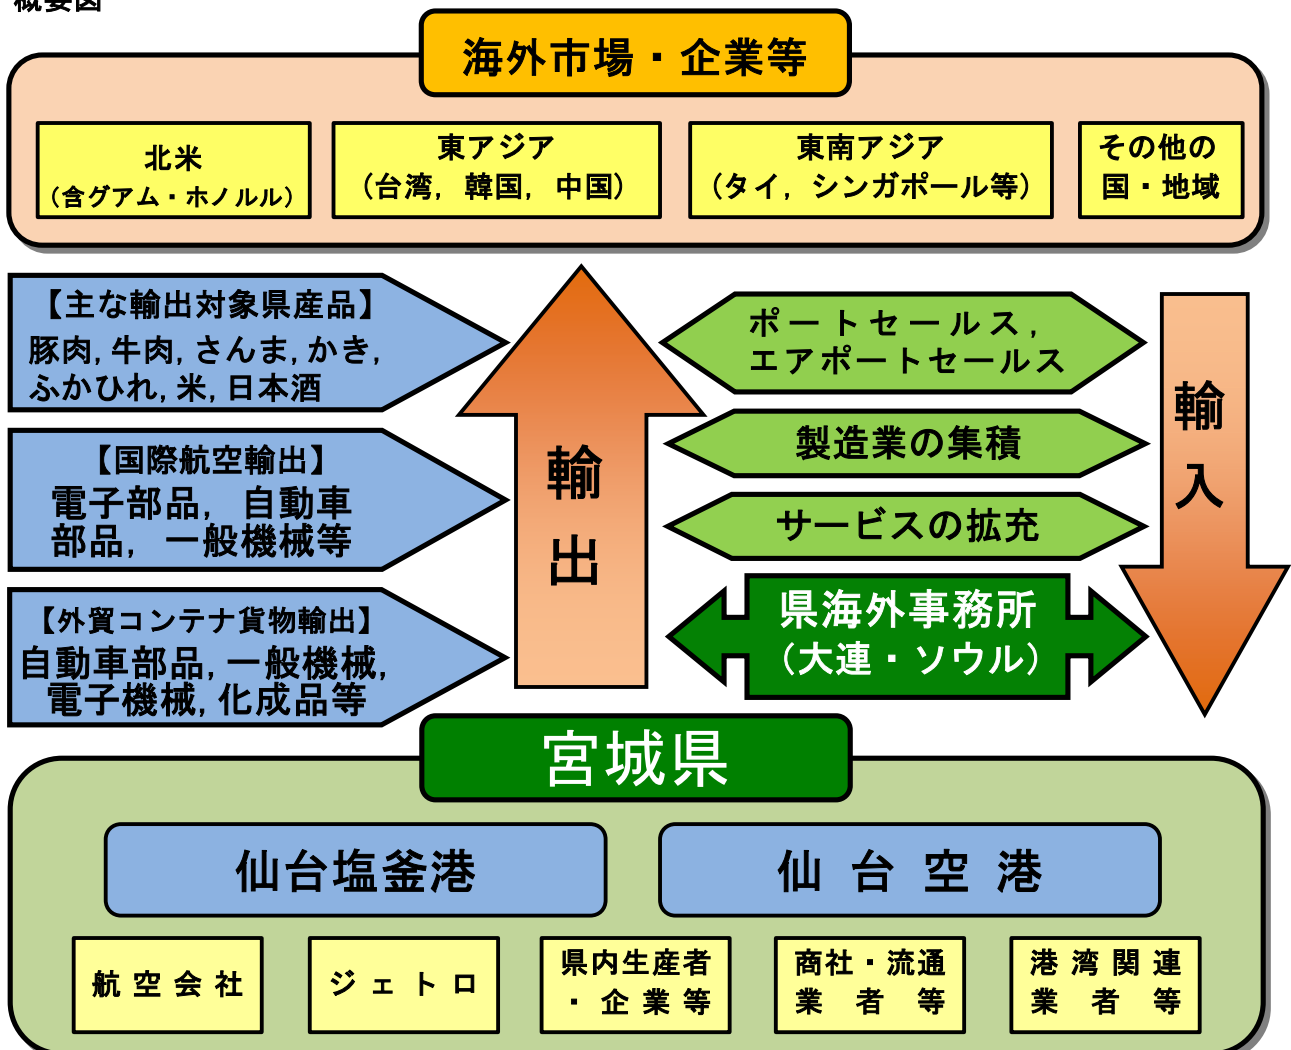 概要図
海外市場・企業等
北米
（含グアム・ホノルル）
東アジア
（台湾，韓国，中国）
東南アジア
（タイ，シンガポール等）
その他の
国・地域
【主な輸出対象県産品】
豚肉，牛肉，さんま，かき，
ふかひれ，米，日本酒
【国際航空輸出】
電子部品，自動車
部品，一般機械等
【外貿コンテナ貨物輸出】
自動車部品，一般機械，
電子機械，化成品等
輸
出
ポートセールス，
エアポートセールス
製造業の集積
サービスの拡充
県海外事務所
（大連・ソウル）
輸
入
宮城県
仙台塩釜港
仙台空港
航空会社
ジェトロ
県内生産者
・企業等
商社・流通
業者等
港湾関連
業者等